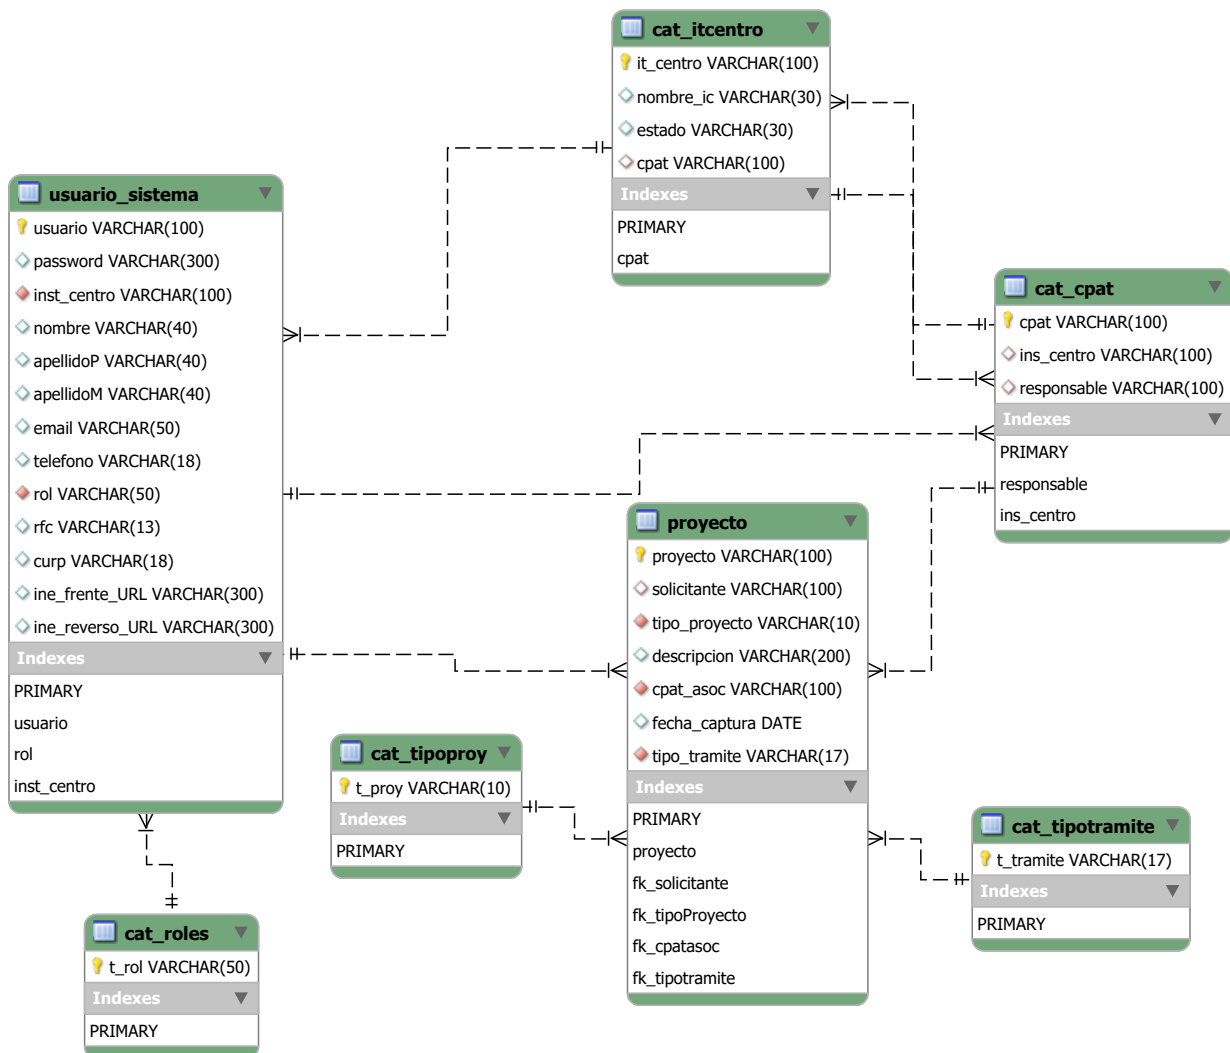 cat_itcentro
it_centro VARCHAR(100)
nombre_ic VARCHAR(30)
estado VARCHAR(30)
cpat VARCHAR(100)
Indexes
PRIMARY
cpat
usuario_sistema
usuario VARCHAR(100)
password VARCHAR(300)
inst_centro VARCHAR(100)
nombre VARCHAR(40)
apellidoP VARCHAR(40)
apellidoM VARCHAR(40)
email VARCHAR(50)
telefono VARCHAR(18)
rol VARCHAR(50)
rfc VARCHAR(13)
curp VARCHAR(18)
ine_frente_URL VARCHAR(300)
ine_reverso_URL VARCHAR(300)
Indexes
PRIMARY
usuario
rol
inst_centro
cat_cpat
cpat VARCHAR(100)
ins_centro VARCHAR(100)
responsable VARCHAR(100)
Indexes
PRIMARY
responsable
ins_centro
proyecto
proyecto VARCHAR(100)
solicitante VARCHAR(100)
tipo_proyecto VARCHAR(10)
descripcion VARCHAR(200)
cpat_asoc VARCHAR(100)
fecha_captura DATE
tipo_tramite VARCHAR(17)
Indexes
PRIMARY
proyecto
fk_solicitante
fk_tipoProyecto
fk_cpatasoc
fk_tipotramite
cat_tipoproy
t_proy VARCHAR(10)
Indexes
PRIMARY
cat_tipotramite
t_tramite VARCHAR(17)
Indexes
PRIMARY
cat_roles
t_rol VARCHAR(50)
Indexes
PRIMARY